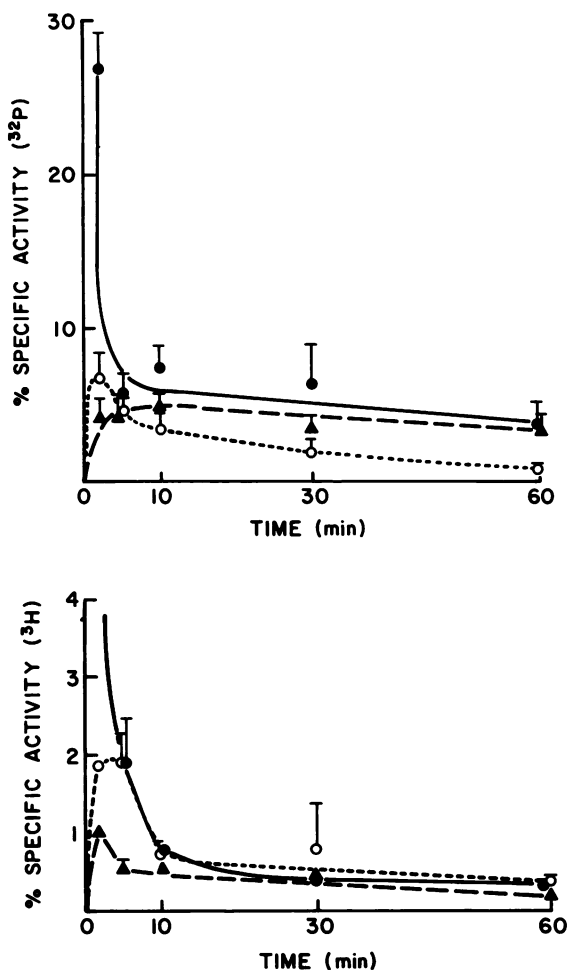 % SPECIFIC ACTIVITY (³²P)
30
20
10
0 10 30 60
TIME (min)
% SPECIFIC ACTIVITY (³H)
4
3
2
1
0 10 30 60
TIME (min)